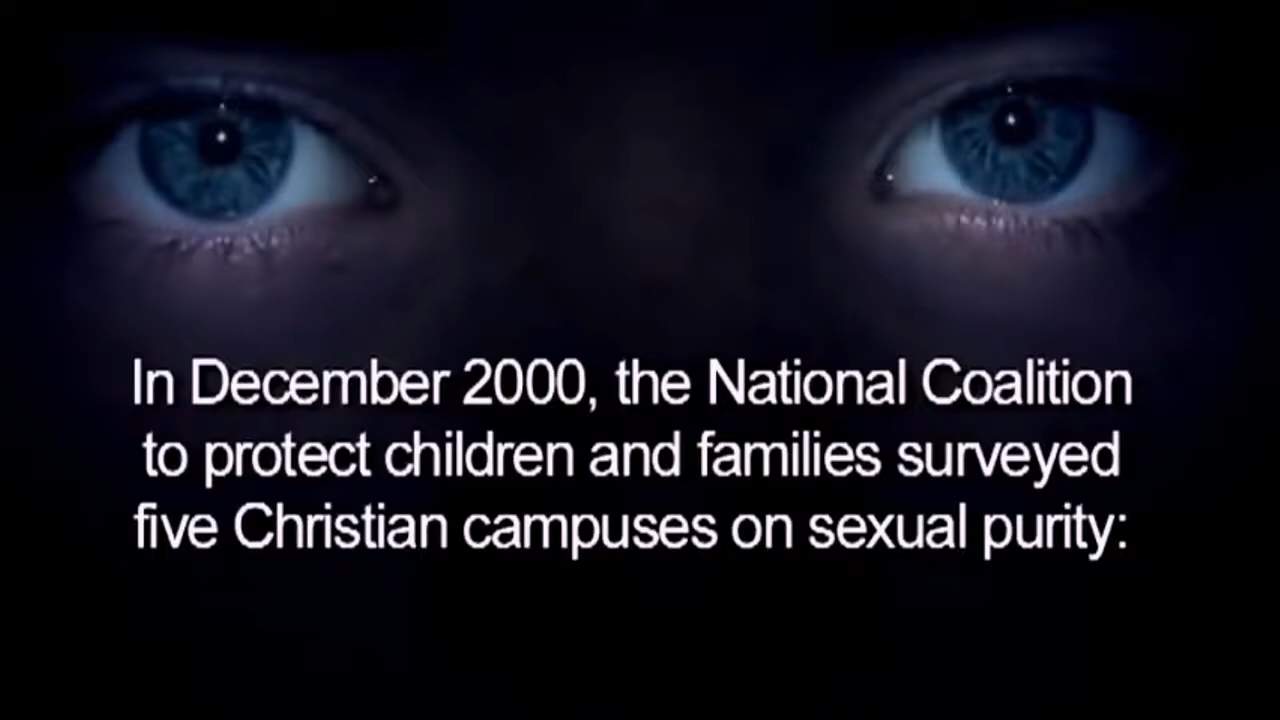 In December 2000, the National Coalition
to protect children and families surveyed
five Christian campuses on sexual purity: